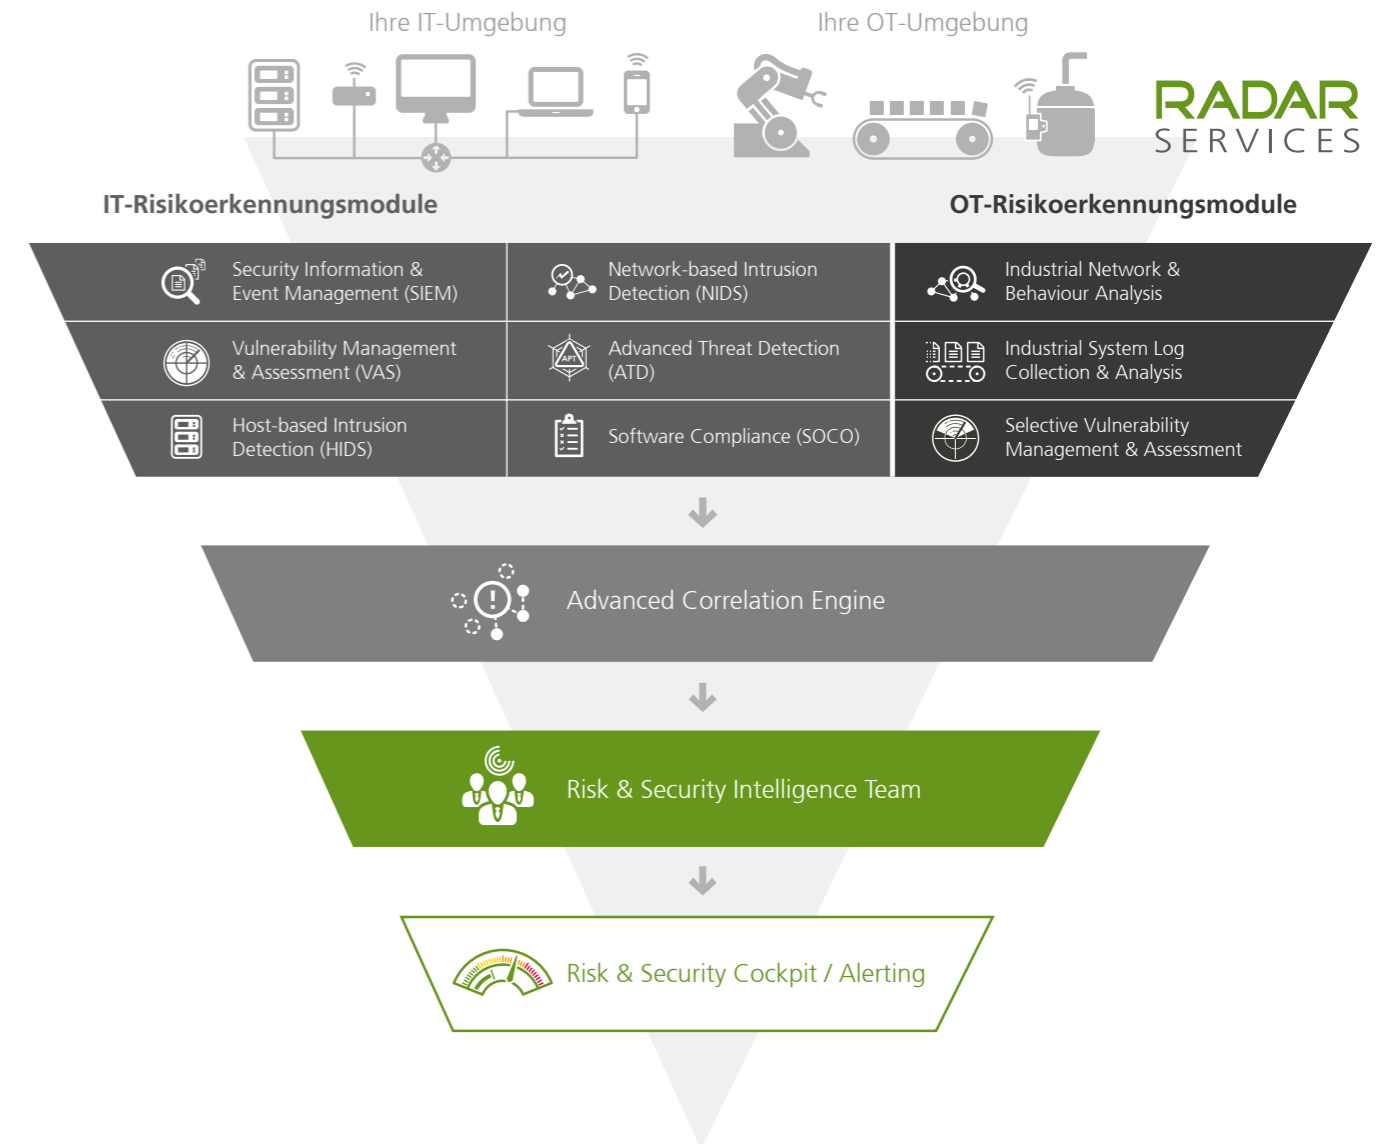 Ihre IT-Umgebung
Ihre OT-Umgebung
RADAR
SERVICES
IT-Risikoerkennungsmodule
OT-Risikoerkennungsmodule
Security Information &
Event Management (SIEM)
Network-based Intrusion
Detection (NIDS)
Industrial Network &
Behaviour Analysis
Vulnerability Management
& Assessment (VAS)
APT
Advanced Threat Detection
(ATD)
Industrial System Log
Collection & Analysis
Host-based Intrusion
Detection (HIDS)
Software Compliance (SOCO)
Selective Vulnerability
Management & Assessment
!
Advanced Correlation Engine
Risk & Security Intelligence Team
Risk & Security Cockpit / Alerting